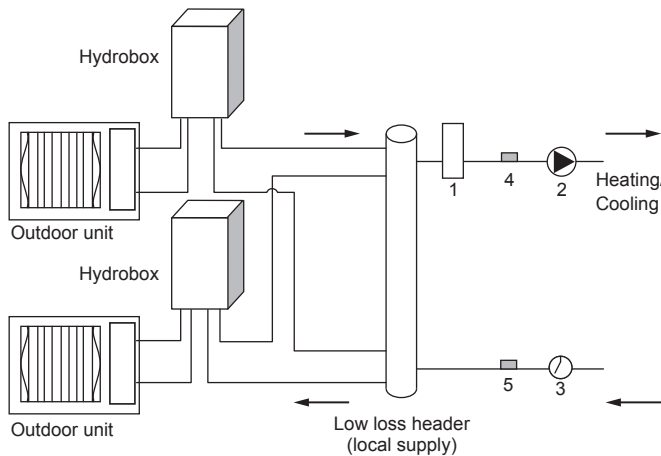 Hydrobox
Outdoor unit
Hydrobox
Outdoor unit
1
4
2
Heating/
Cooling
5
3
Low loss header
(local supply)